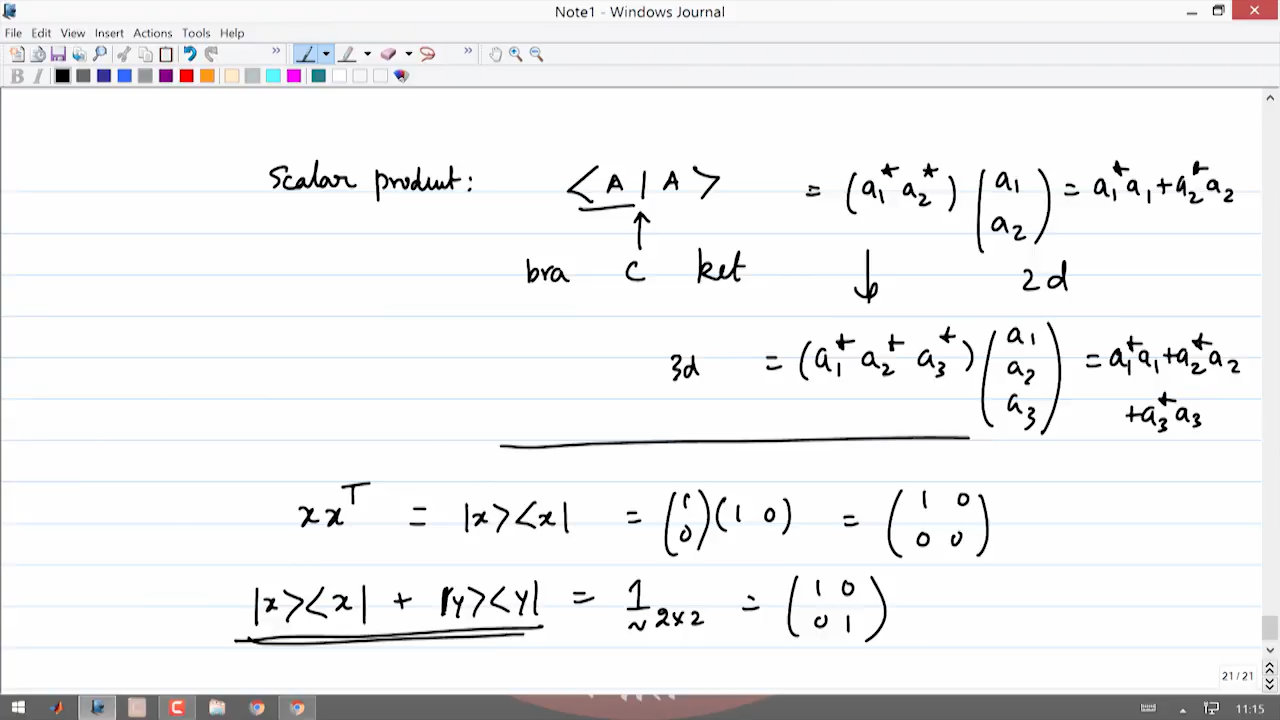 Note1 - Windows Journal
File Edit View Insert Actions Tools Help
Scalar product: <A|A> = (a₁* a₂*) (a₁ a₂) = a₁*a₁ + a₂*a₂
bra C ket 2d
3d = (a₁* a₂* a₃*) (a₁ a₂ a₃) = a₁*a₁ + a₂*a₂
+ a₃*a₃
xxᵀ = |x><x| = (1 0) (1 0) = (1 0 0 0)
|x><x| + |y><y| = 1 2x2 = (1 0 0 1)
21 / 21
11:15